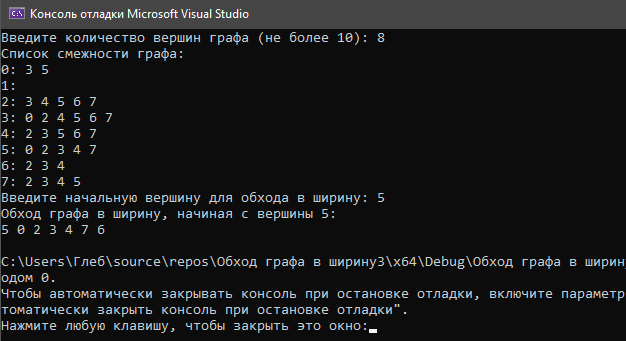 Консоль отладки Microsoft Visual Studio
Введите количество вершин графа (не более 10): 8
Список смежности графа:
0: 3 5
1:
2: 3 4 5 6 7
3: 0 2 4 5 6 7
4: 2 3 5 6 7
5: 0 2 3 4 7
6: 2 3 4
7: 2 3 4 5
Введите начальную вершину для обхода в ширину: 5
Обход графа в ширину, начиная с вершины 5:
5 0 2 3 4 7 6
C:\Users\Глеб\source\repos\Обход графа в ширину3\x64\Debug\Обход графа в ширин
одом 0.
Чтобы автоматически закрывать консоль при остановке отладки, включите параметр
томатически закрыть консоль при остановке отладки".
Нажмите любую клавишу, чтобы закрыть это окно: